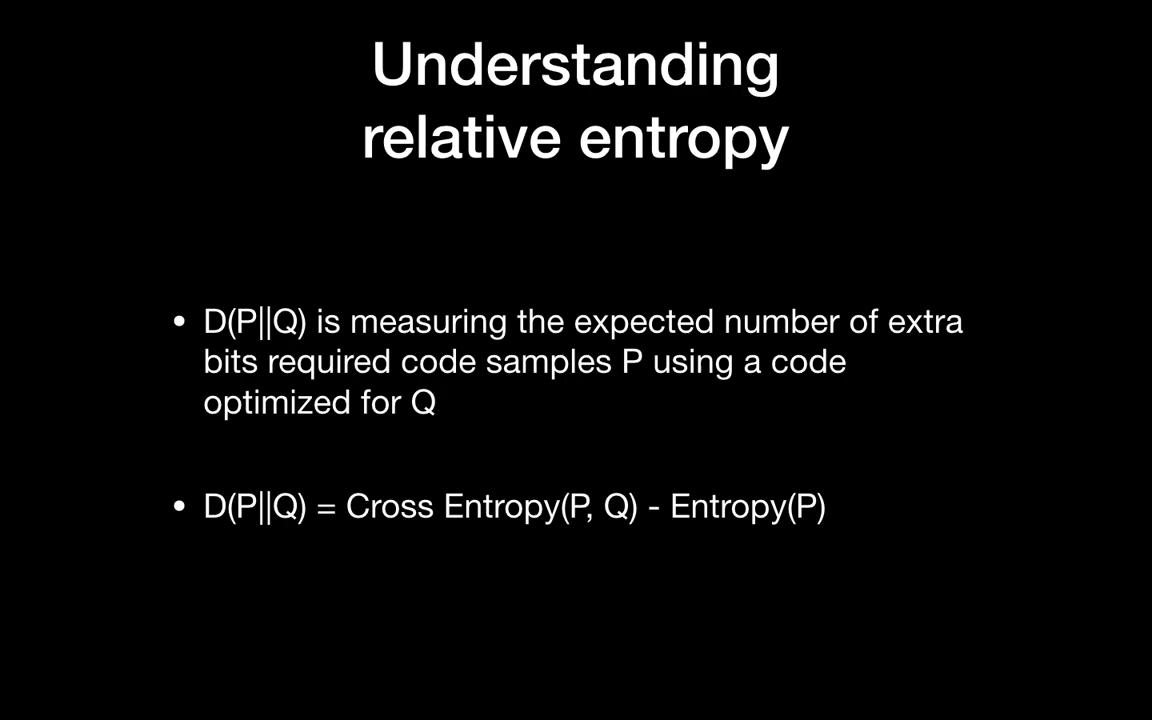 Understanding
relative entropy
• D(P||Q) is measuring the expected number of extra
bits required code samples P using a code
optimized for Q
• D(P||Q) = Cross Entropy(P, Q) - Entropy(P)